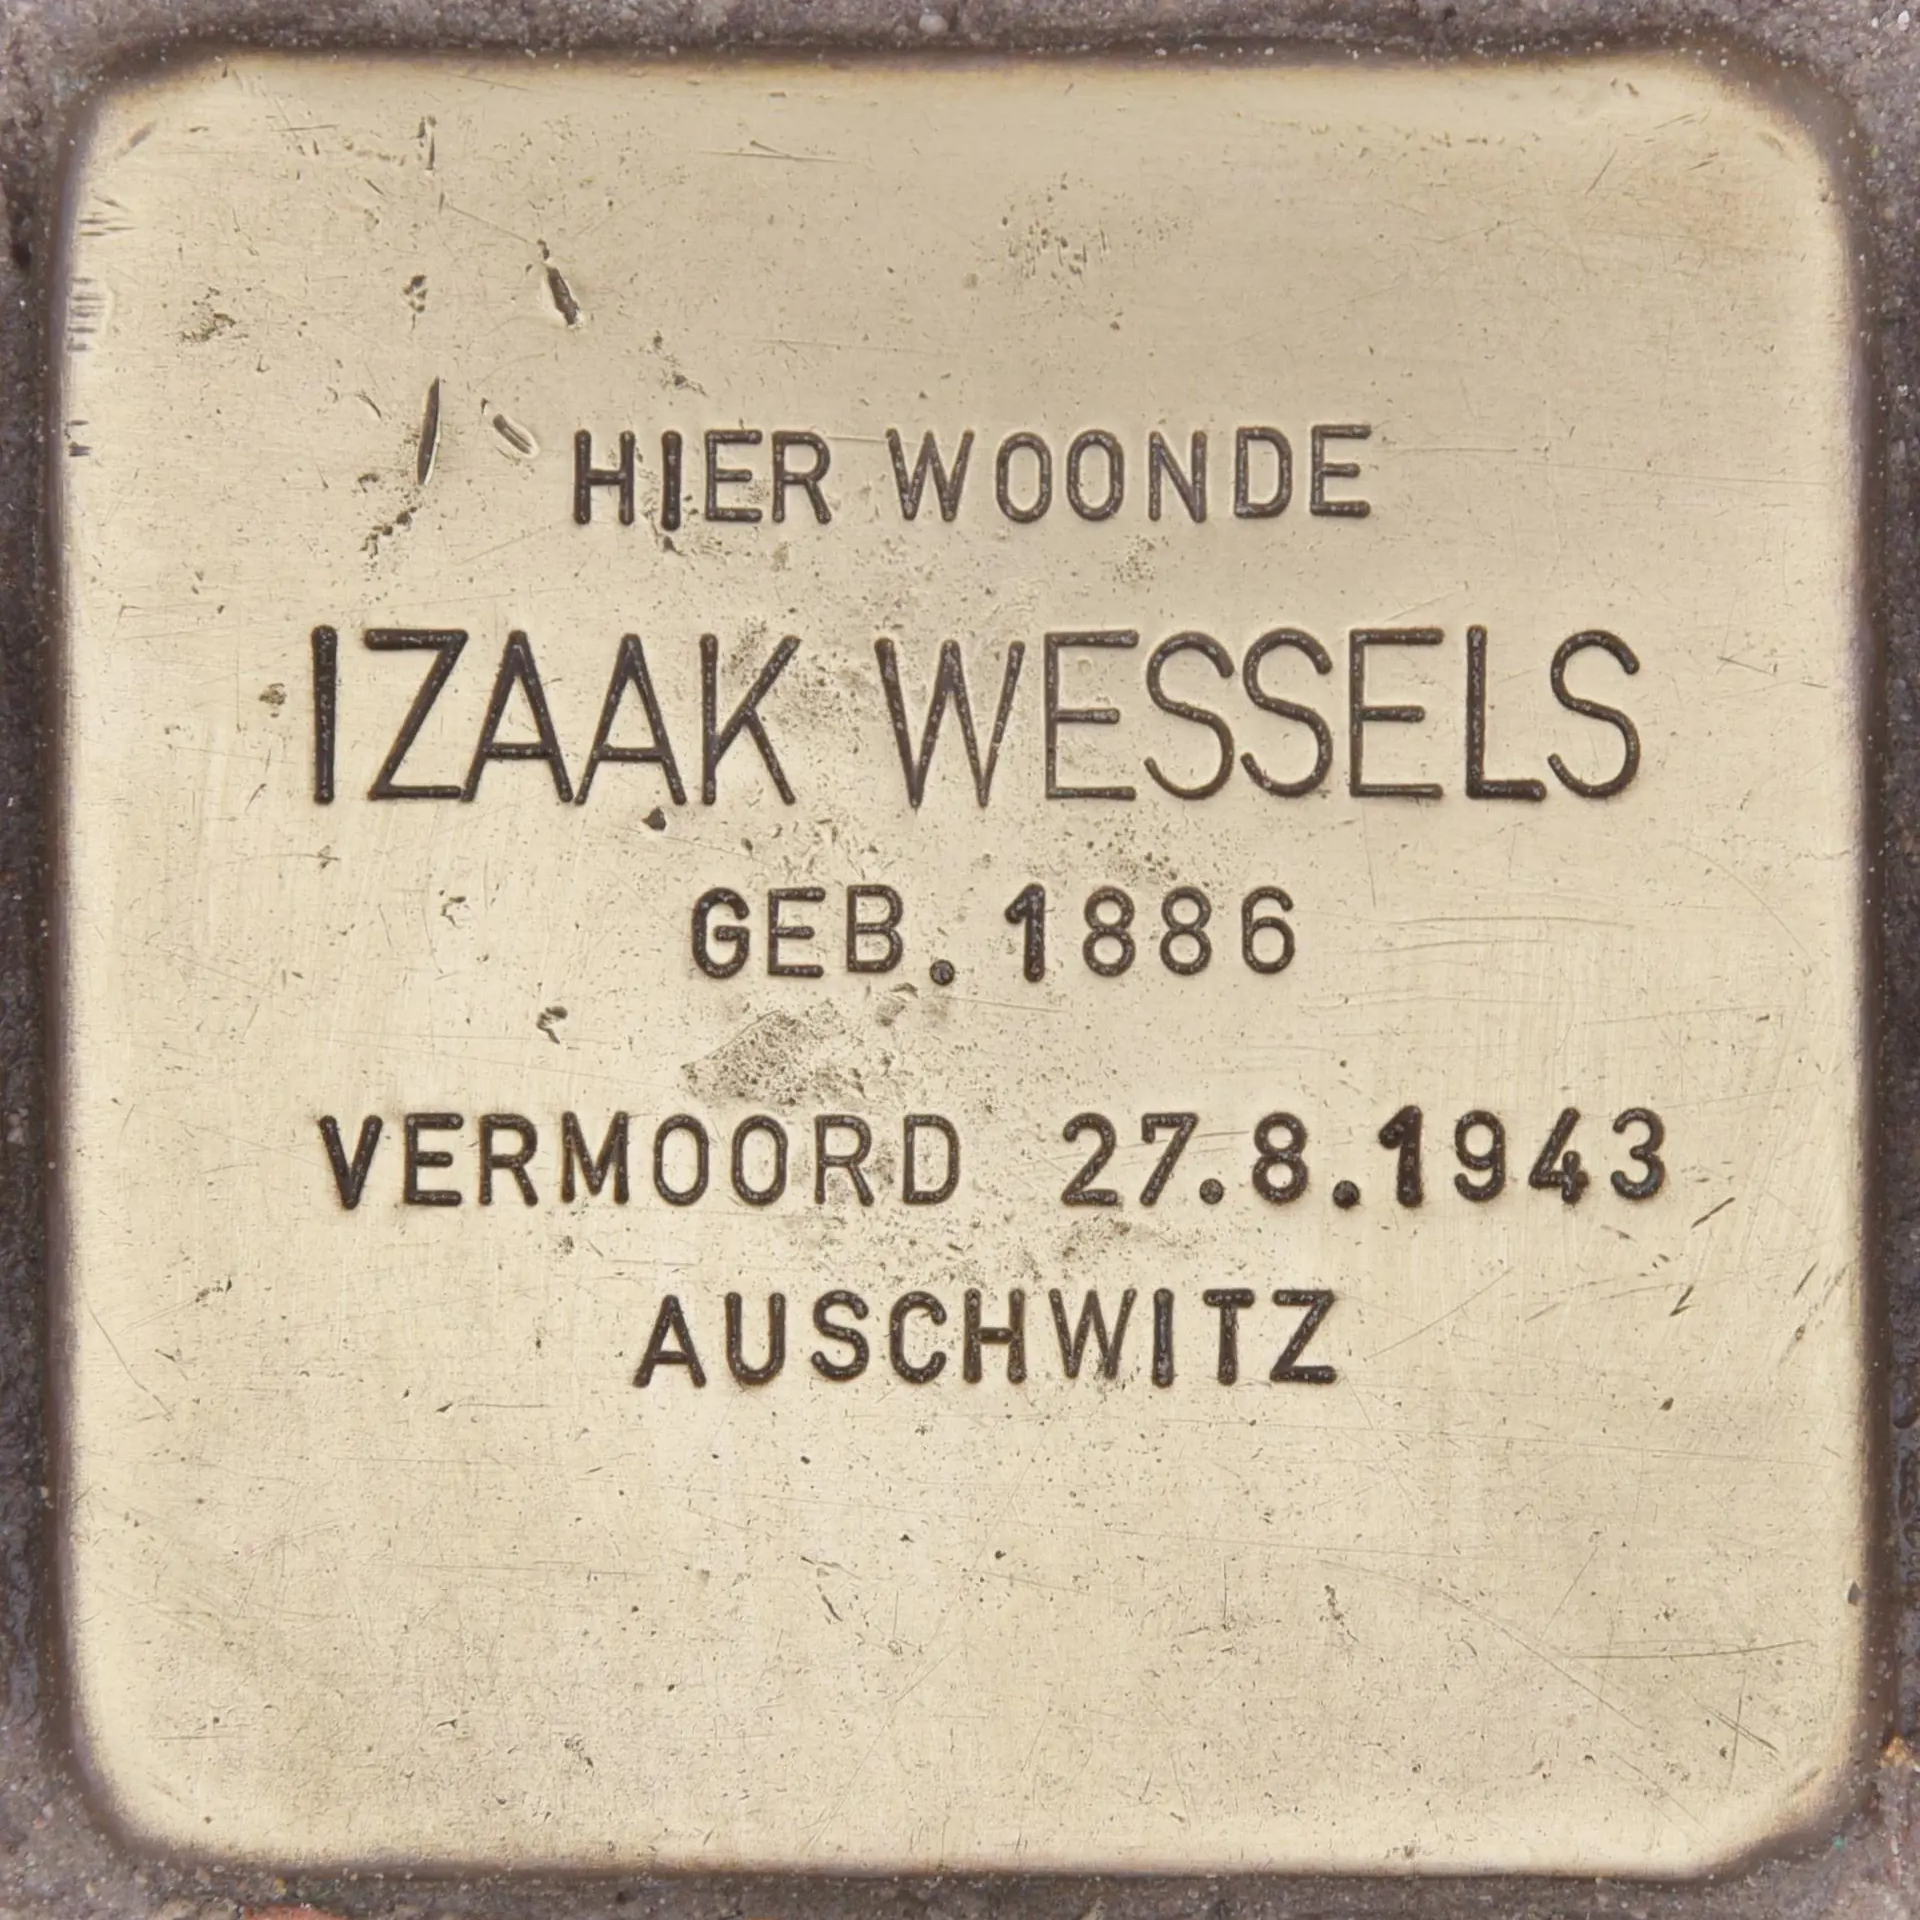 HIER WOONDE
IZAAK WESSELS
GEB. 1886
VERMOORD 27.8.1943
AUSCHWITZ